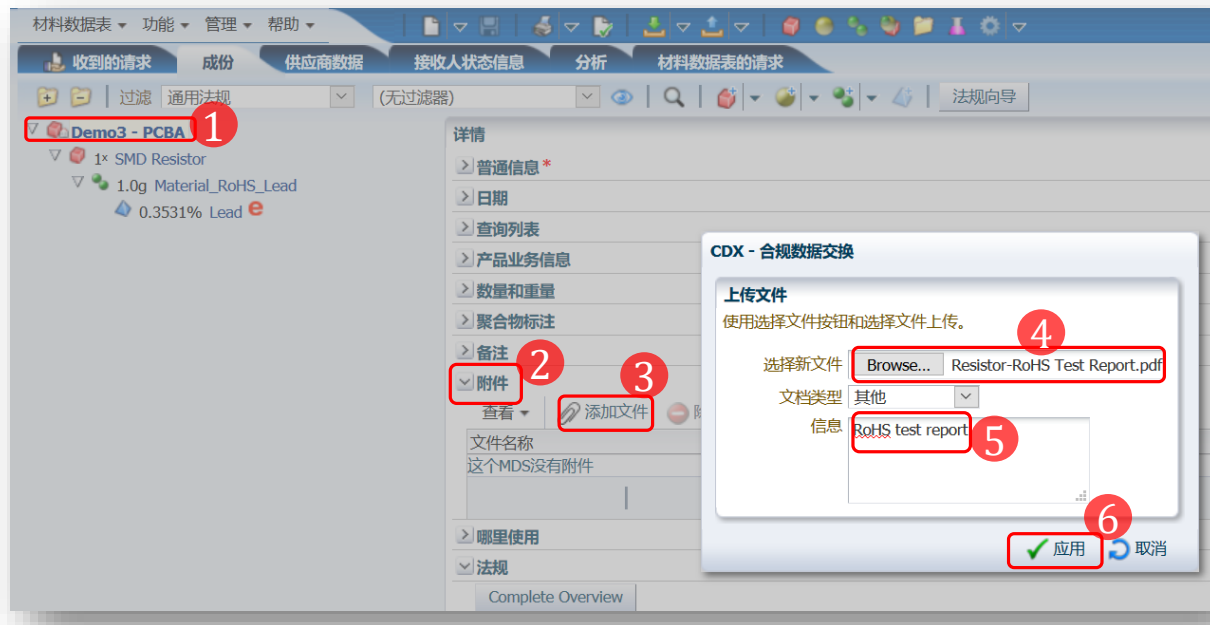 材料数据表 功能 管理 帮助
收到的请求 成份 供应商数据 接收人状态信息 分析 材料数据表的请求
过滤 通用法规 (无过滤器) 法规向导
Demo3 - PCBA 1
1x SMD Resistor
1.0g Material_RoHS_Lead
0.3531% Lead e
详情
普通信息*
日期
查询列表
产品业务信息
数量和重量
聚合物标注
备注
2
附件
3
查看 添加文件
文件名称
这个MDS没有附件
哪里使用
法规
Complete Overview
CDX - 合规数据交换
上传文件
使用选择文件按钮和选择文件上传。
4
选择新文件 Browse... Resistor-RoHS Test Report.pdf
文档类型 其他
信息 RoHS test report
5
6
应用 取消